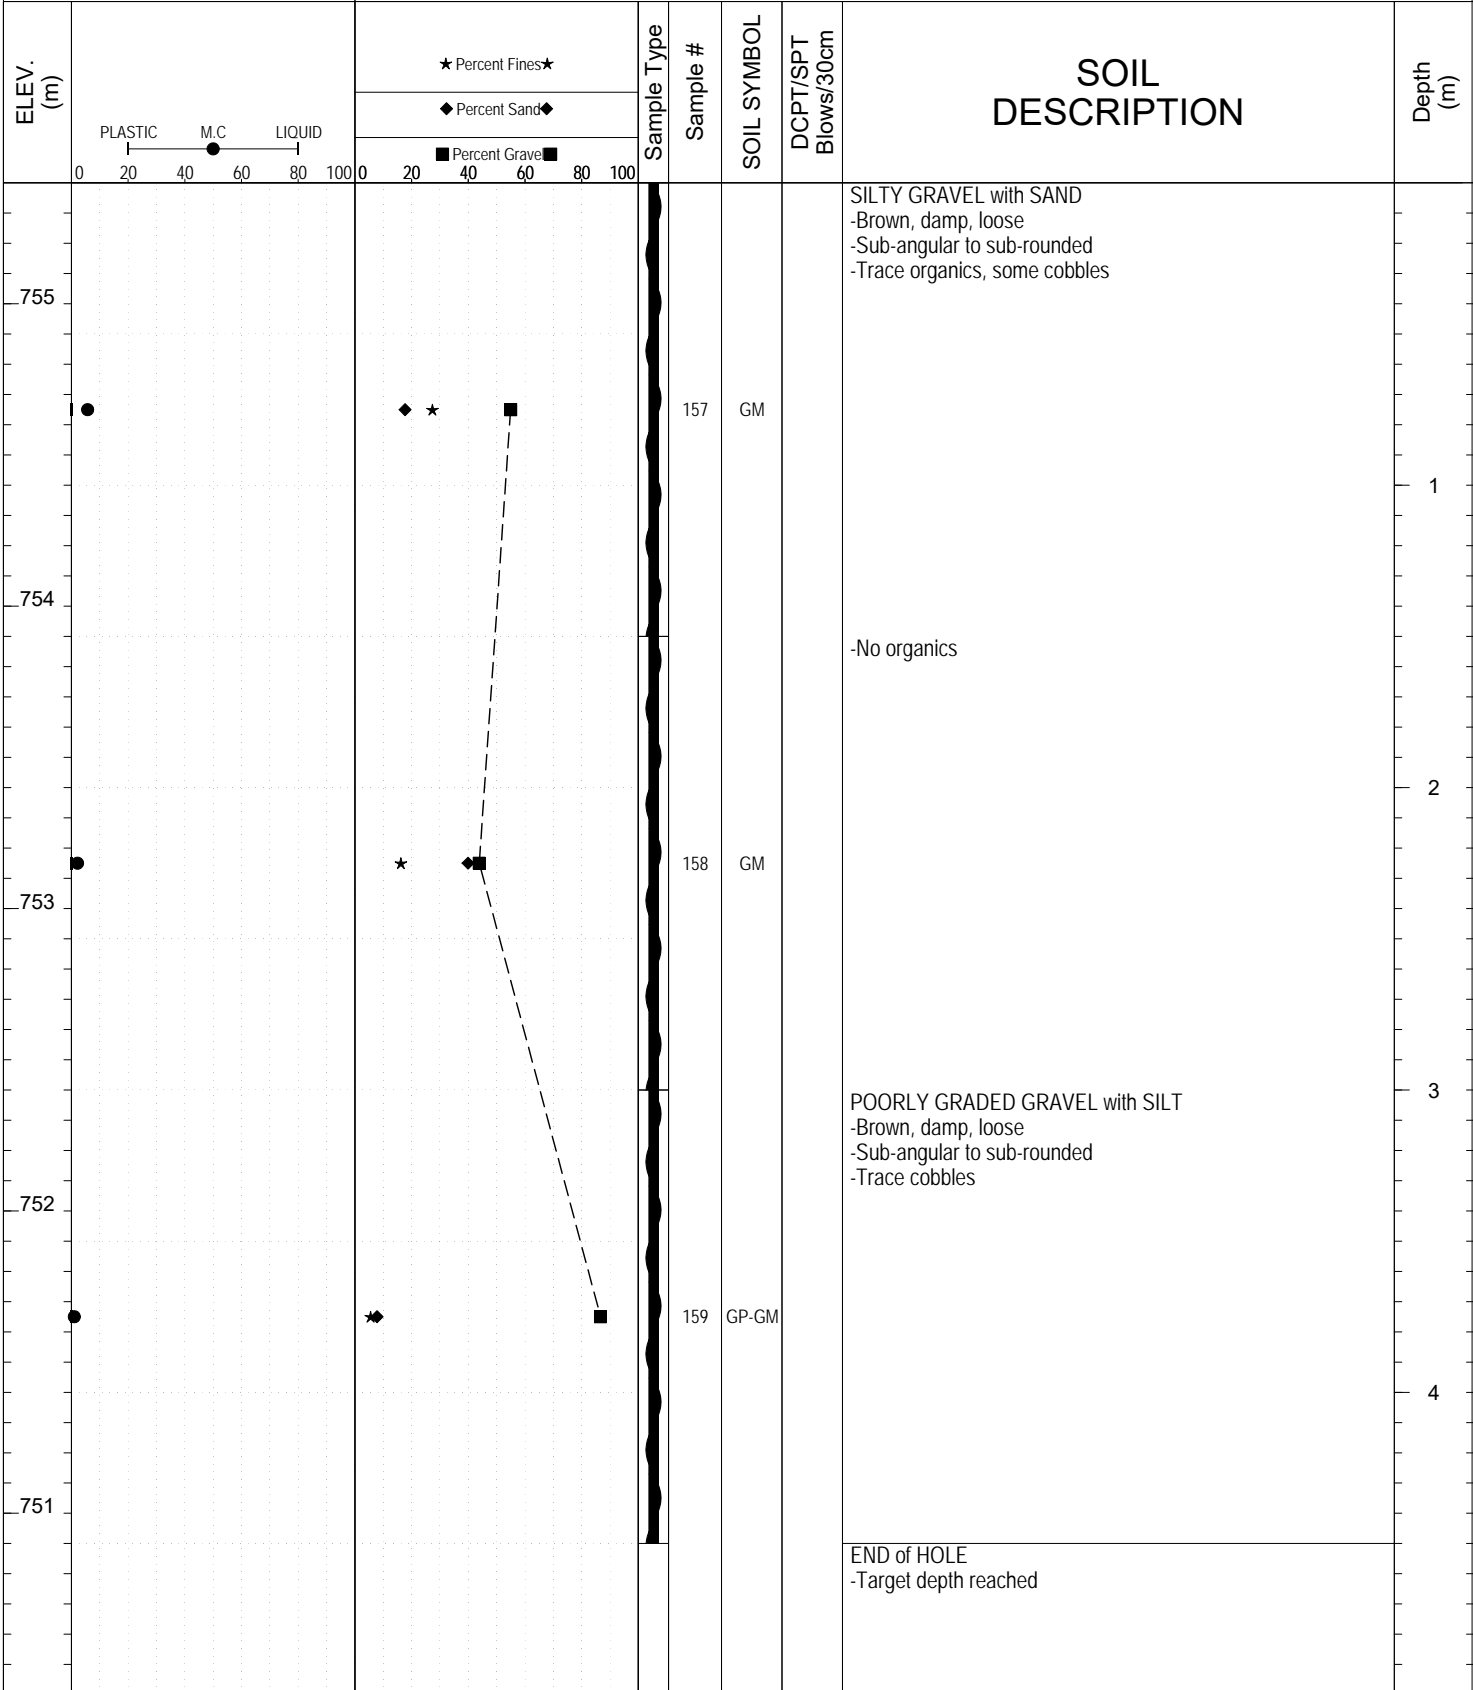 ELEV.
(m)
PLASTIC M.C LIQUID
0 20 40 60 80 100
★ Percent Fines★
◆ Percent Sand◆
■ Percent Gravel■
0 20 40 60 80 100
Sample Type
Sample #
SOIL SYMBOL
DCPT/SPT
Blows/30cm
SOIL
DESCRIPTION
Depth
(m)
SILTY GRAVEL with SAND
-Brown, damp, loose
-Sub-angular to sub-rounded
-Trace organics, some cobbles
755
157 GM
1
754
-No organics
2
158 GM
753
3
POORLY GRADED GRAVEL with SILT
-Brown, damp, loose
-Sub-angular to sub-rounded
-Trace cobbles
752
159 GP-GM
4
751
END of HOLE
-Target depth reached